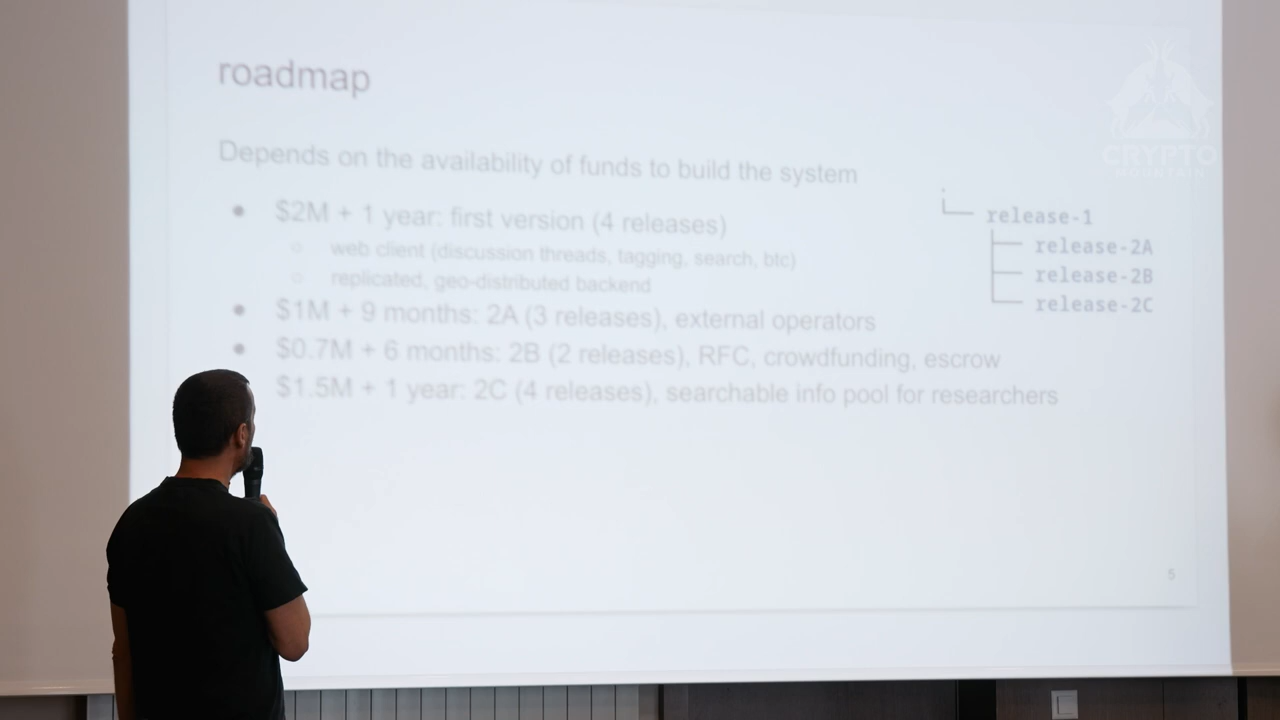 roadmap
CRYPTO
MOUNTAIN
Depends on the availability of funds to build the system
$2M + 1 year: first version (4 releases)
web client (discussion threads, tagging, search, btc)
replicated, geo-distributed backend
$1M + 9 months: 2A (3 releases), external operators
$0.7M + 6 months: 2B (2 releases), RFC, crowdfunding, escrow
$1.5M + 1 year: 2C (4 releases), searchable info pool for researchers
release-1
release-2A
release-2B
release-2C
5